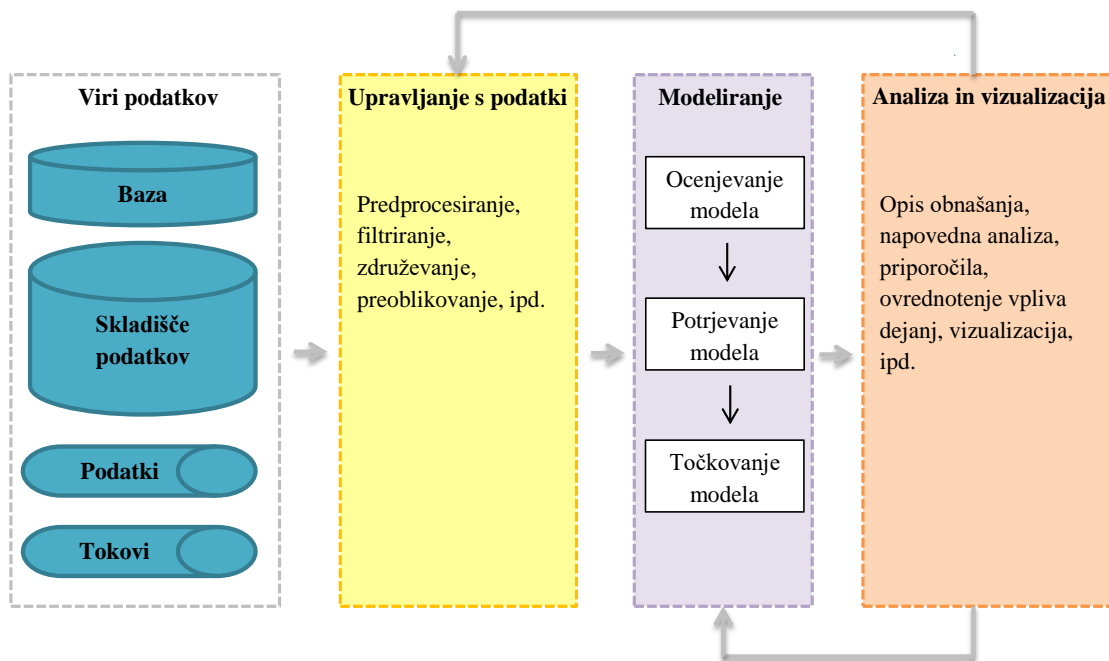 Viri podatkov
Baza
Skladišče
podatkov
Podatki
Tokovi
Upravljanje s podatki
Predprocesiranje,
filtriranje,
združevanje,
preoblikovanje, ipd.
Modeliranje
Ocenjevanje
modela
Potrjevanje
modela
Točkovanje
modela
Analiza in vizualizacija
Opis obnašanja,
napovedna analiza,
priporočila,
ovrednotenje vpliva
dejanj, vizualizacija,
ipd.